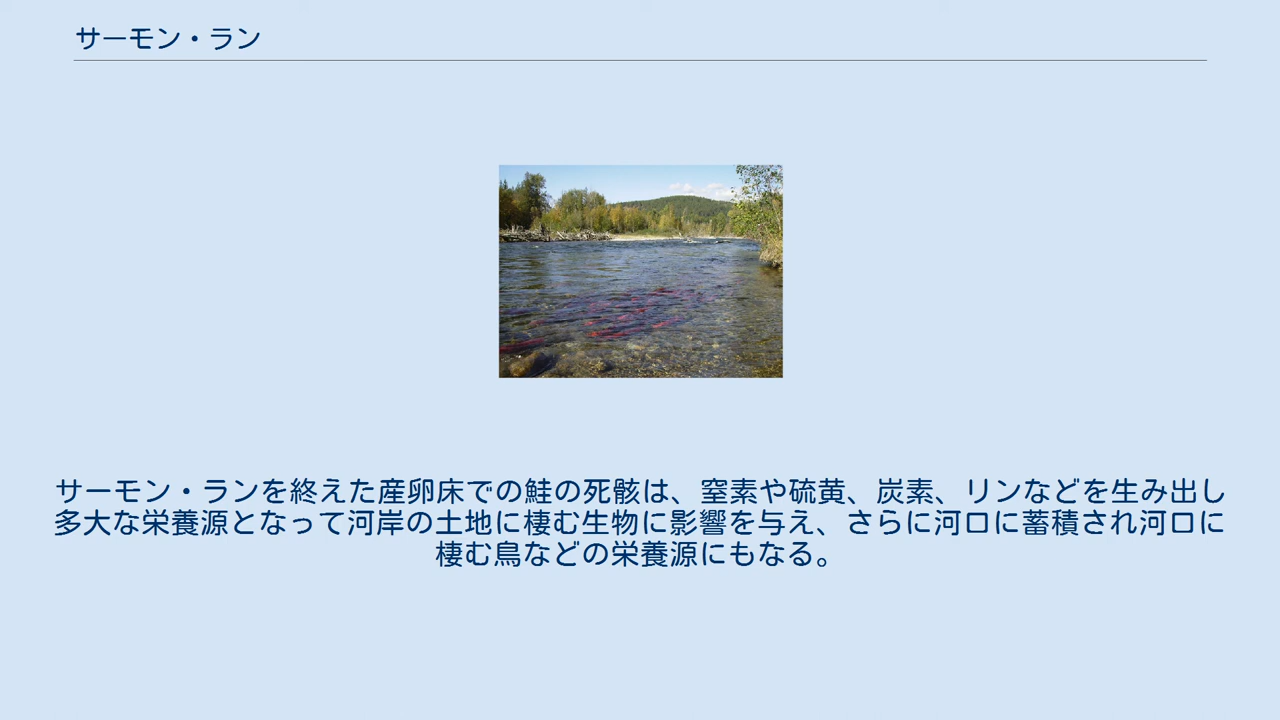 サーモン・ラン
サーモン・ランを終えた産卵床での鮭の死骸は、窒素や硫黄、炭素、リンなどを生み出し
多大な栄養源となって河岸の土地に棲む生物に影響を与え、さらに河口に蓄積され河口に
棲む鳥などの栄養源にもなる。